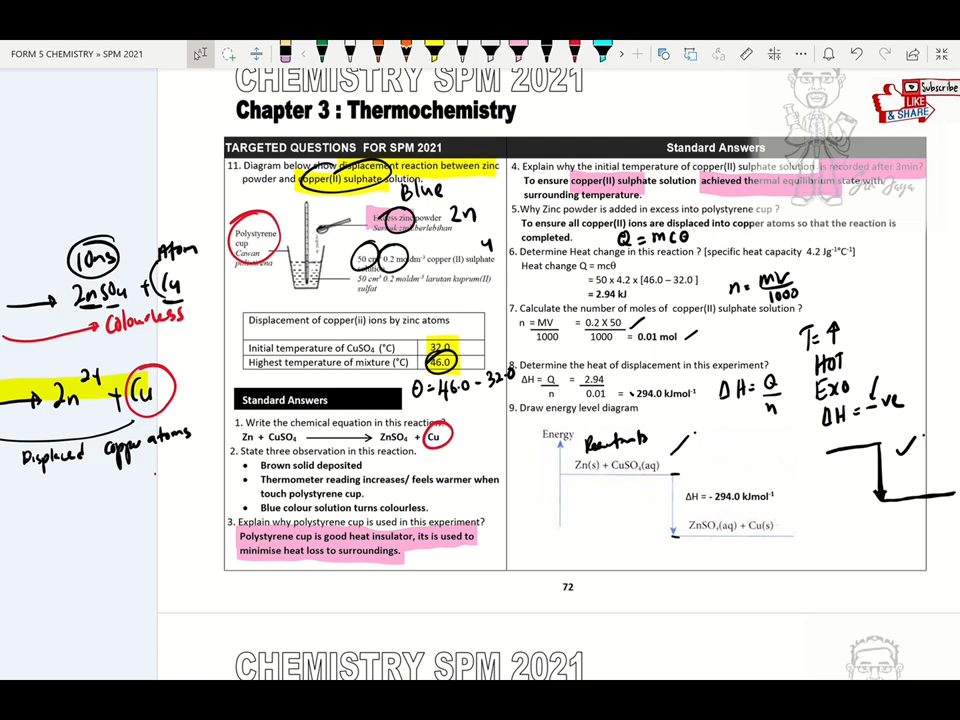 FORM 5 CHEMISTRY » SPM 2021
CHEMISTRY SPM 2021
Chapter 3 : Thermochemistry
Subscribe
LIKE
& SHARE
TARGETED QUESTIONS FOR SPM 2021
11. Diagram below show displacement reaction between zinc
powder and copper(II) sulphate solution.
Blue
Excess zinc powder
Serbuk zink berlebihan
Zn
Polystyrene
cup
Cawan
polistirena
50 cm³ 0.2 moldm⁻³ copper (II) sulphate
solution
50 cm³ 0.2 moldm⁻³ larutan kuprum(II)
sulfat
Displacement of copper(ii) ions by zinc atoms
Initial temperature of CuSO₄ (°C) 32.0
Highest temperature of mixture (°C) 46.0
θ = 46.0 - 32.0
Standard Answers
1. Write the chemical equation in this reaction?
Zn + CuSO₄ ⟶ ZnSO₄ + Cu
2. State three observation in this reaction.
• Brown solid deposited
• Thermometer reading increases/ feels warmer when
touch polystyrene cup.
• Blue colour solution turns colourless.
3. Explain why polystyrene cup is used in this experiment?
Polystyrene cup is good heat insulator, its is used to
minimise heat loss to surroundings.
Ions
Atom
→ ZnSO4 + Cu
→ Colourless
→ Zn²⁺ + Cu
Displaced Copper atoms
Standard Answers
4. Explain why the initial temperature of copper(II) sulphate solution is recorded after 3min?
To ensure copper(II) sulphate solution achieved thermal equilibrium state with
surrounding temperature.
5.Why Zinc powder is added in excess into copper(II) sulphate ?
To ensure all copper(II) ions are displaced into copper atoms so that the reaction is
completed.
Q = mcθ
6. Determine Heat change in this reaction ? [specific heat capacity 4.2 Jg⁻¹°C⁻¹]
Heat change Q = mcθ
= 50 x 4.2 x [46.0 – 32.0 ]
= 2.94 kJ
n = MV
1000
7. Calculate the number of moles of copper(II) sulphate solution ?
n = MV = 0.2 X 50
1000 1000 = 0.01 mol
8. Determine the heat of displacement in this experiment?
ΔH = Q = 2.94
n 0.01 = - 294.0 kJmol⁻¹
ΔH = Q
n
T = ↑
HOT
Exo
ΔH = -ve
9. Draw energy level diagram
Energy
Reactants
Zn(s) + CuSO₄(aq)
ΔH = - 294.0 kJmol⁻¹
ZnSO₄(aq) + Cu(s)
72
CHEMISTRY SPM 2021